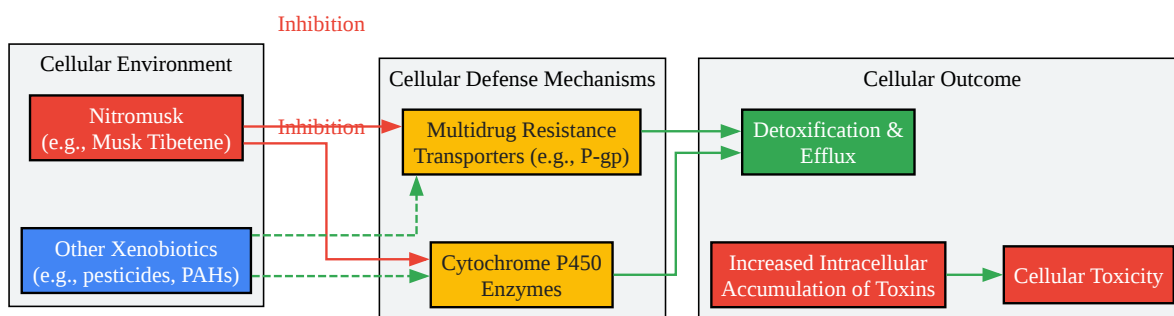 Inhibition
Cellular Environment
Nitromusk
(e.g., Musk Tibetene)
Other Xenobiotics
(e.g., pesticides, PAHs)
Inhibition
Cellular Defense Mechanisms
Multidrug Resistance
Transporters (e.g., P-gp)
Cytochrome P450
Enzymes
Cellular Outcome
Detoxification &
Efflux
Increased Intracellular
Accumulation of Toxins
Cellular Toxicity